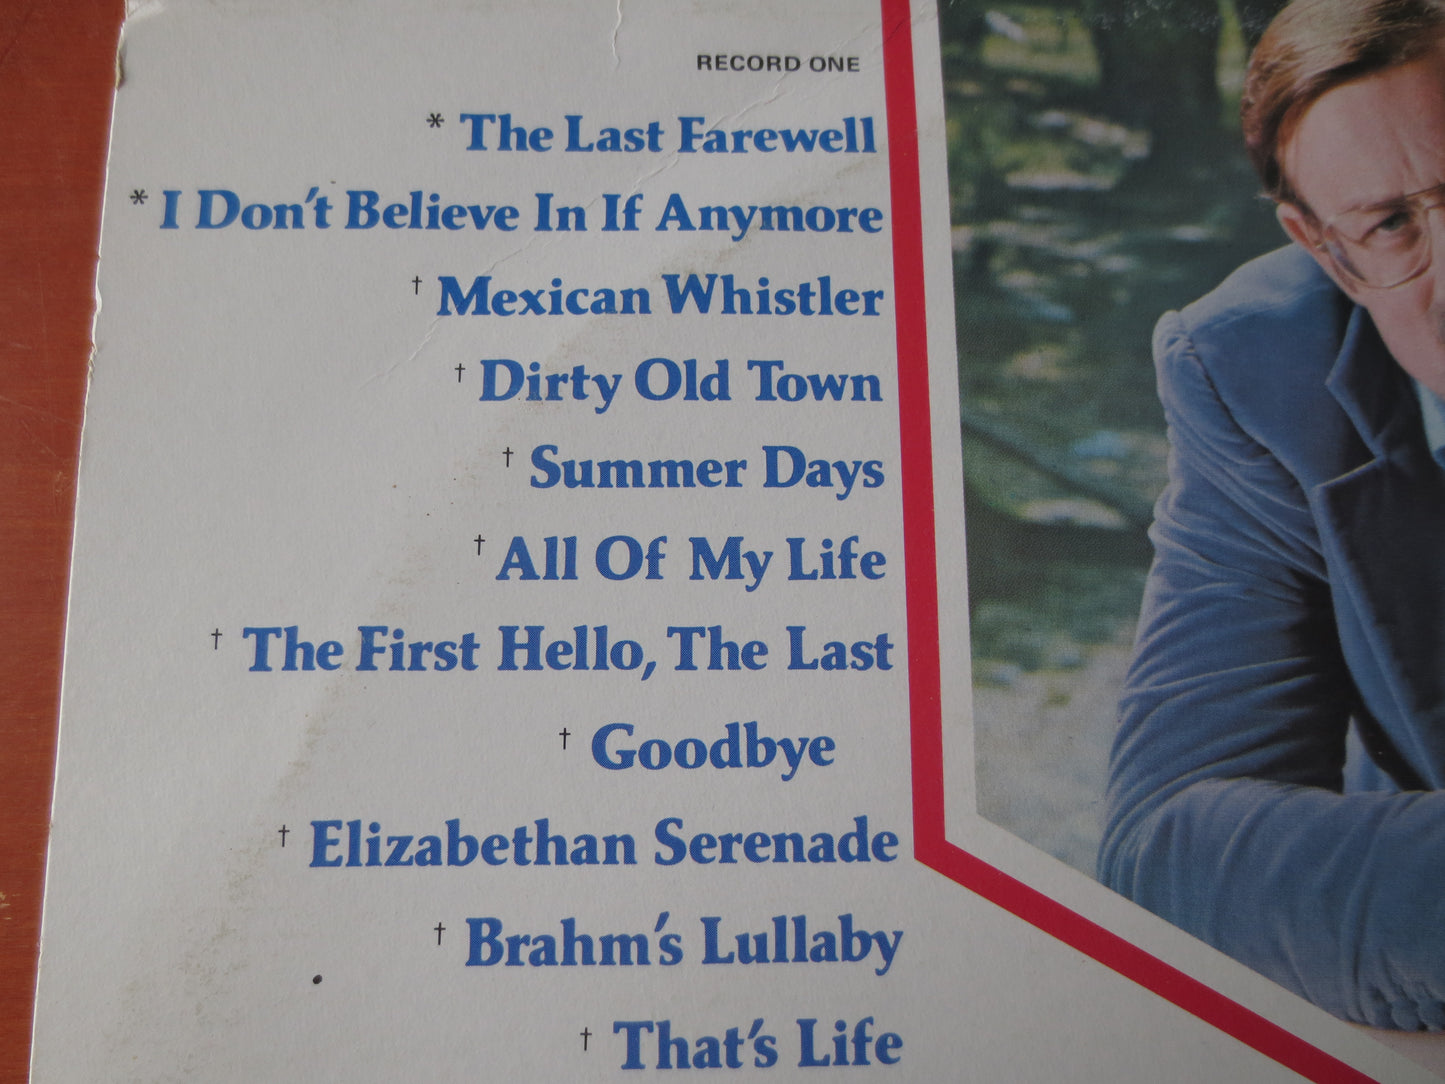 RECORD ONE
* The Last Farewell
* I Don't Believe In If Anymore
† Mexican Whistler
† Dirty Old Town
† Summer Days
† All Of My Life
† The First Hello, The Last
† Goodbye
† Elizabethan Serenade
† Brahm's Lullaby
† That's Life